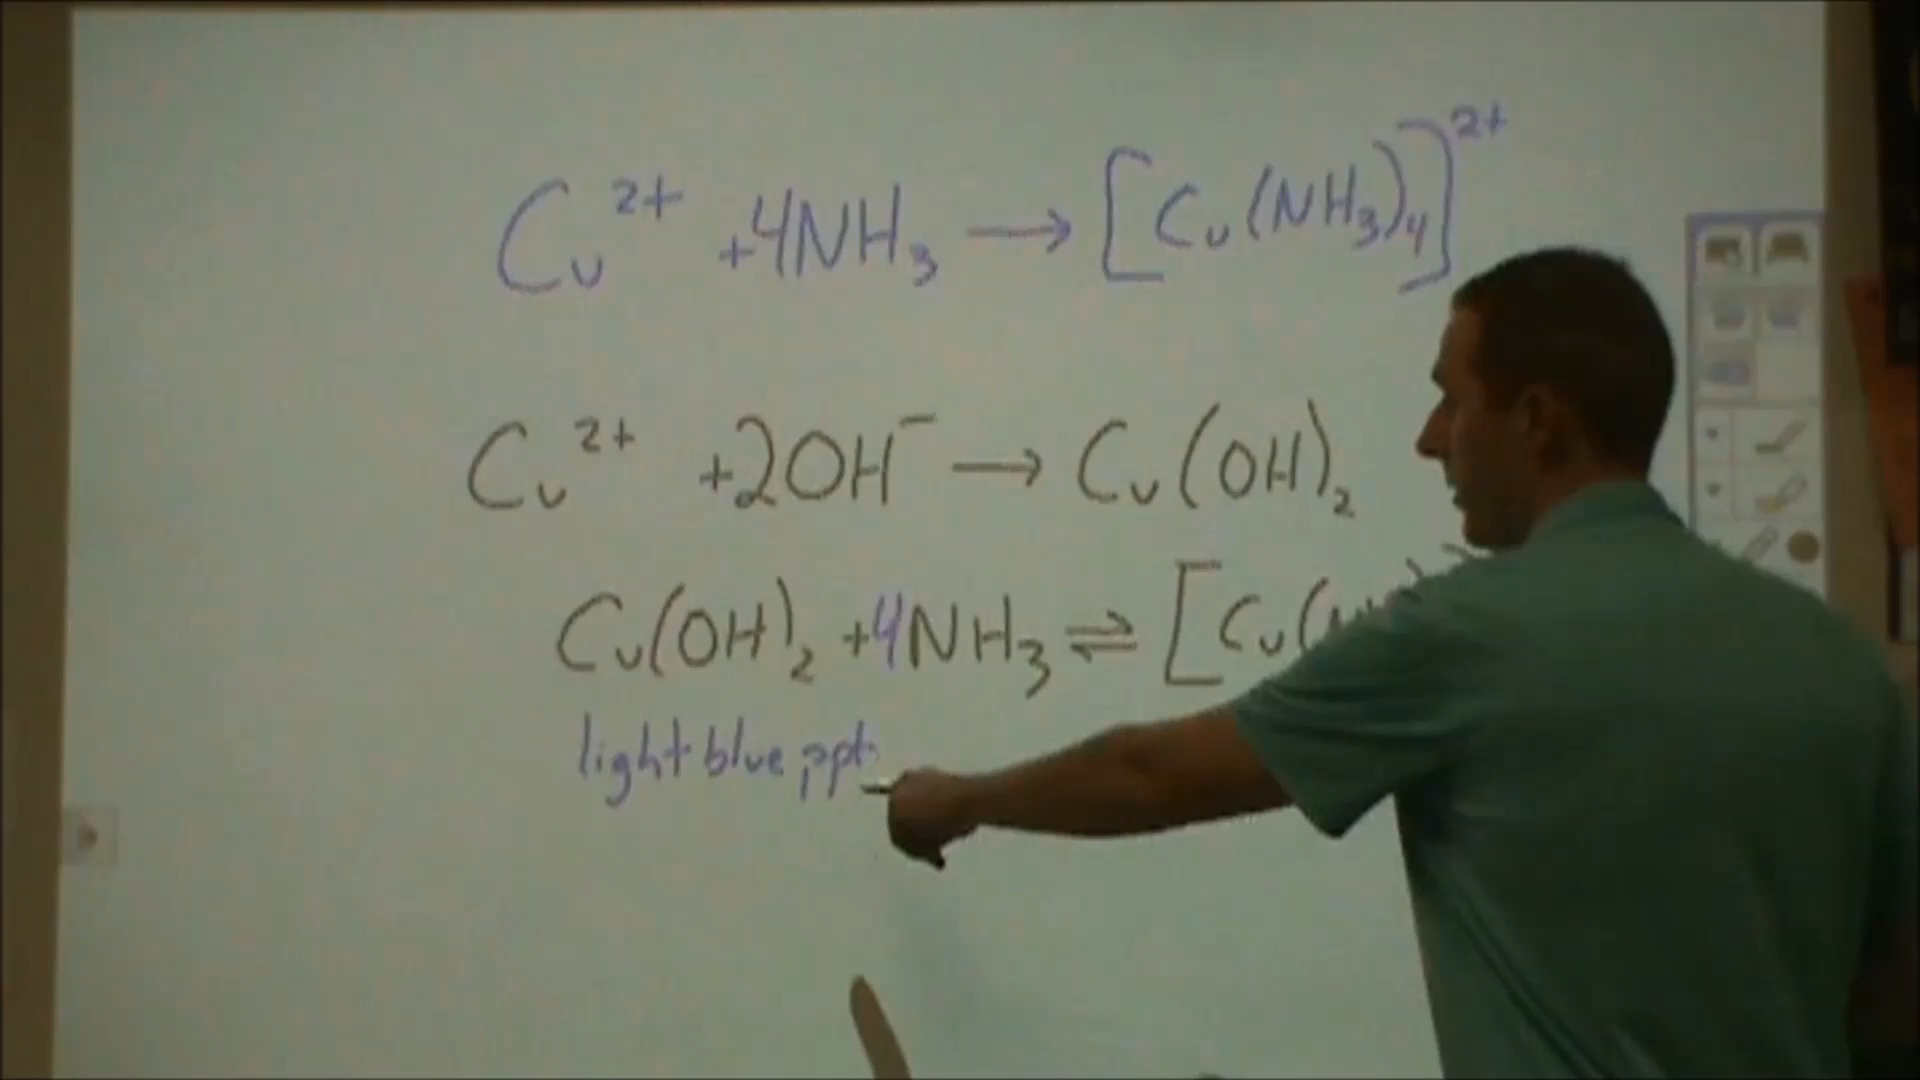 Cu²⁺ +4NH₃ → [Cu(NH₃)₄]²⁺
Cu²⁺ +2OH⁻ → Cu(OH)₂
Cu(OH)₂ +4NH₃ ⇌ [Cu(
light blue ppt